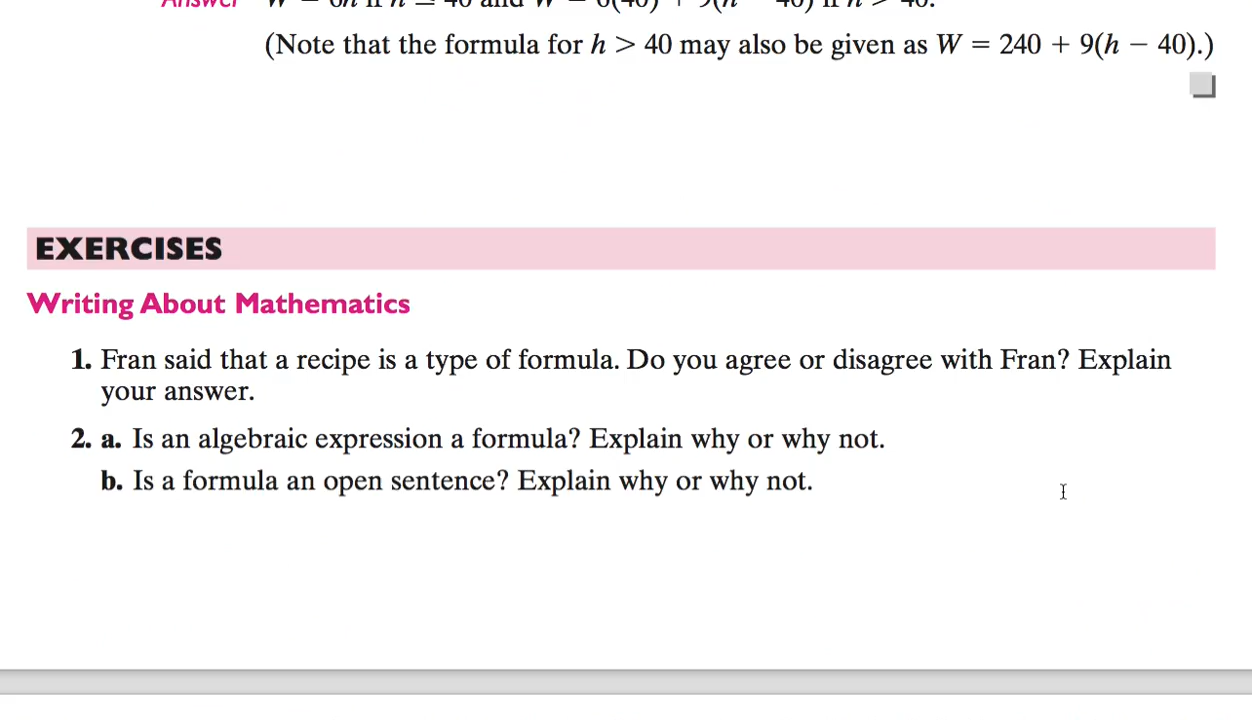 (Note that the formula for h > 40 may also be given as W = 240 + 9(h − 40).)
EXERCISES
Writing About Mathematics
1. Fran said that a recipe is a type of formula. Do you agree or disagree with Fran? Explain
your answer.
2. a. Is an algebraic expression a formula? Explain why or why not.
b. Is a formula an open sentence? Explain why or why not.